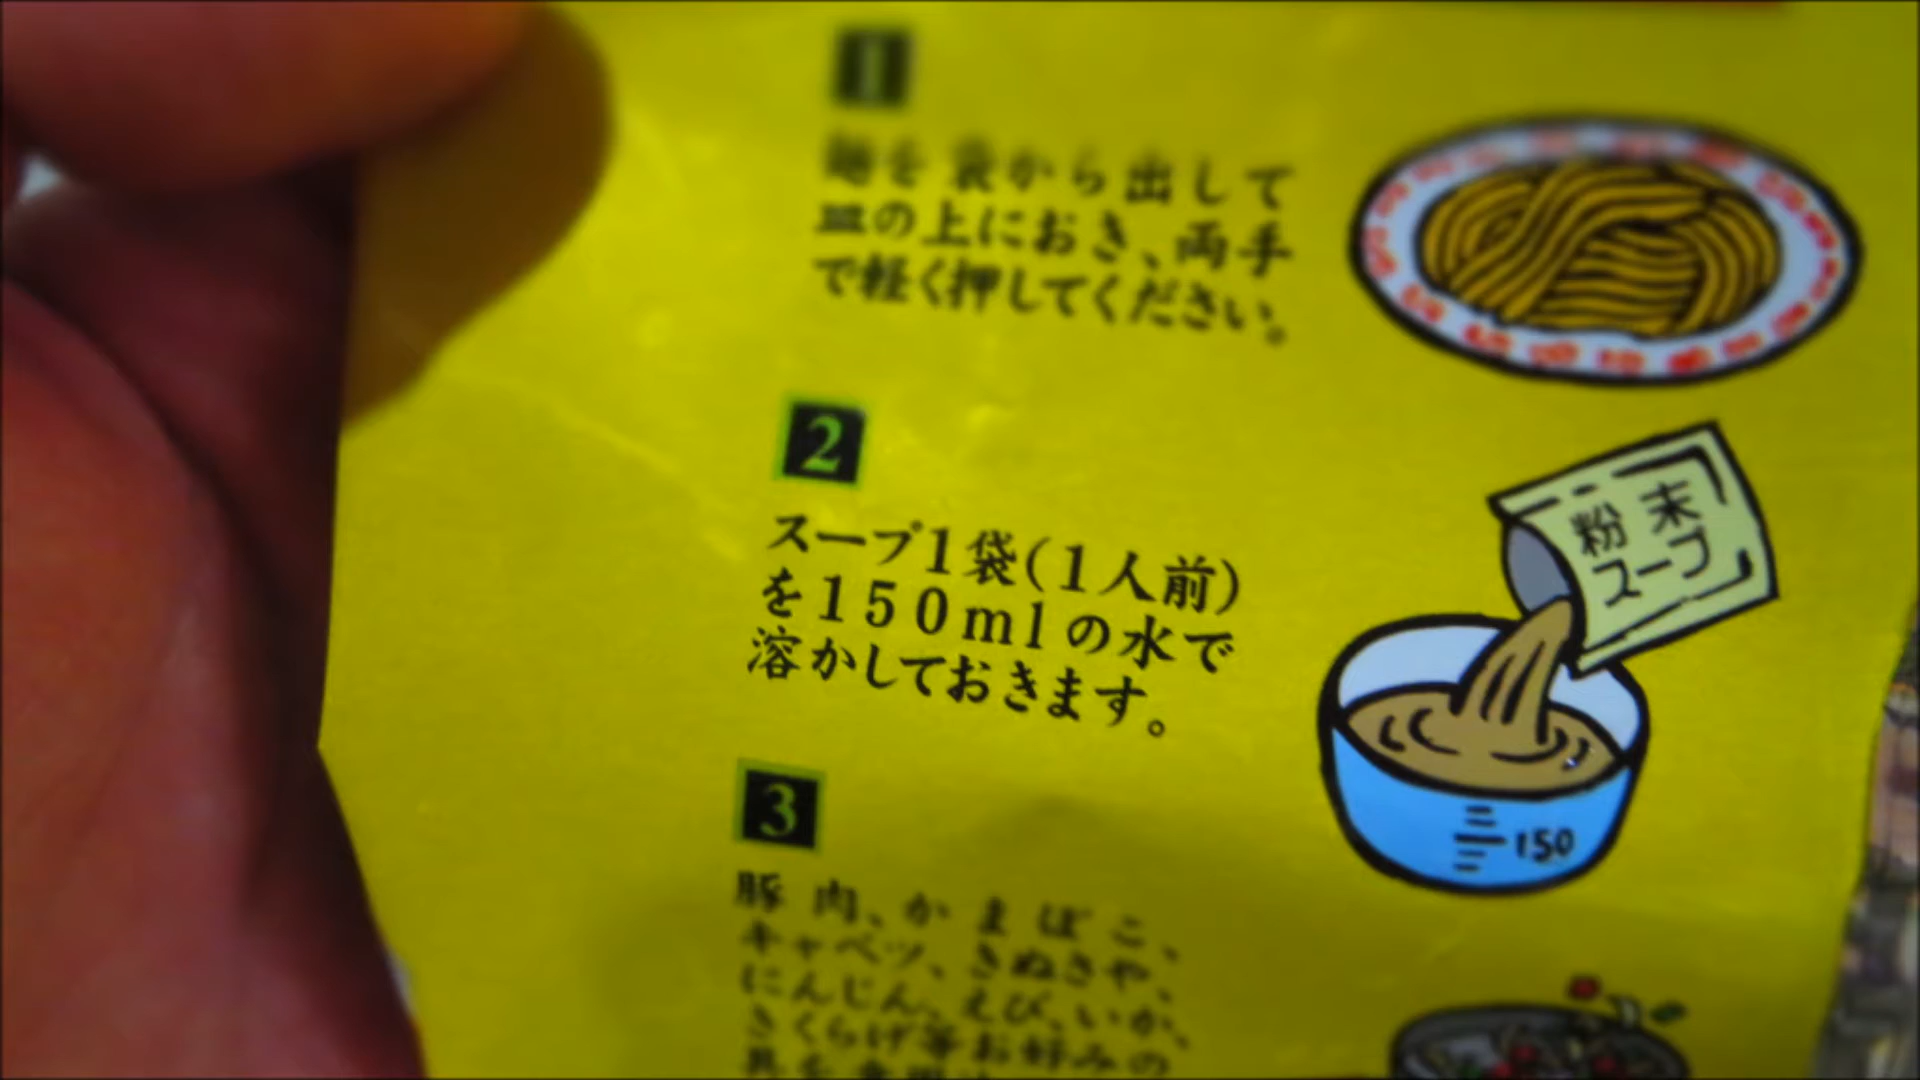 1
麺を袋から出して
皿の上におき、両手
で軽く押してください。
2
スープ1袋(1人前)
を150mlの水で
溶かしておきます。
粉末
スープ
150
3
豚肉、かまぼこ、
キャベツ、きぬさや、
にんじん、えび、いか、
きくらげ等お好みの
具を